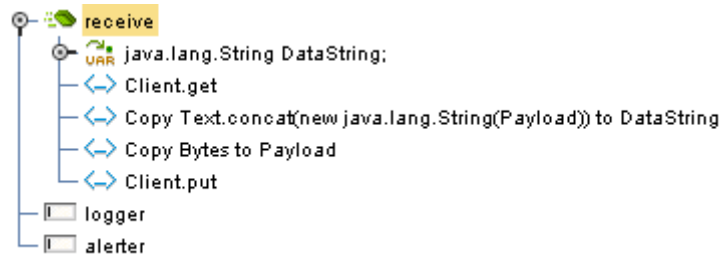 receive
VAR java.lang.String DataString;
Client.get
Copy Text.concat(new java.lang.String(Payload)) to DataString
Copy Bytes to Payload
Client.put
logger
alerter